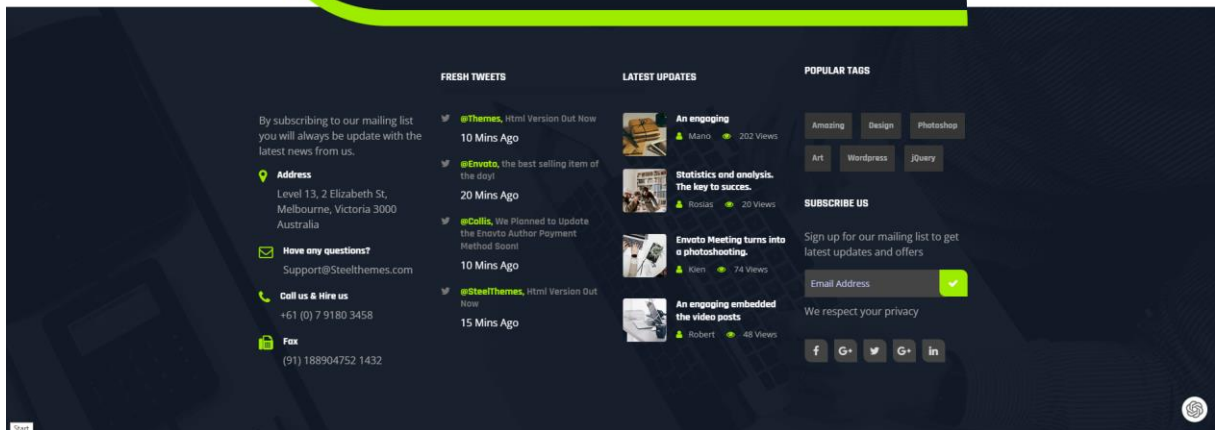 By subscribing to our mailing list
you will always be update with the
latest news from us.
Address
Level 13, 2 Elizabeth St,
Melbourne, Victoria 3000
Australia
Have any questions?
Support@Steelthemes.com
Call us & Hire us
+61 (0) 7 9180 3458
Fax
(91) 188904752 1432
FRESH TWEETS
@Themes, Html Version Out Now
10 Mins Ago
@Envato, the best selling item of
the day!
20 Mins Ago
@Collis, We Planned to Update
the Enavto Author Payment
Method Soon!
10 Mins Ago
@SteelThemes, Html Version Out
Now
15 Mins Ago
LATEST UPDATES
An engaging
Mano 202 Views
Statistics and analysis.
The key to succes.
Rosias 20 Views
Envato Meeting turns into
a photoshooting.
Kien 74 Views
An engaging embedded
the video posts
Robert 48 Views
POPULAR TAGS
Amazing Design Photoshop
Art Wordpress jQuery
SUBSCRIBE US
Sign up for our mailing list to get
latest updates and offers
Email Address
We respect your privacy
f G+ G+ in
Start